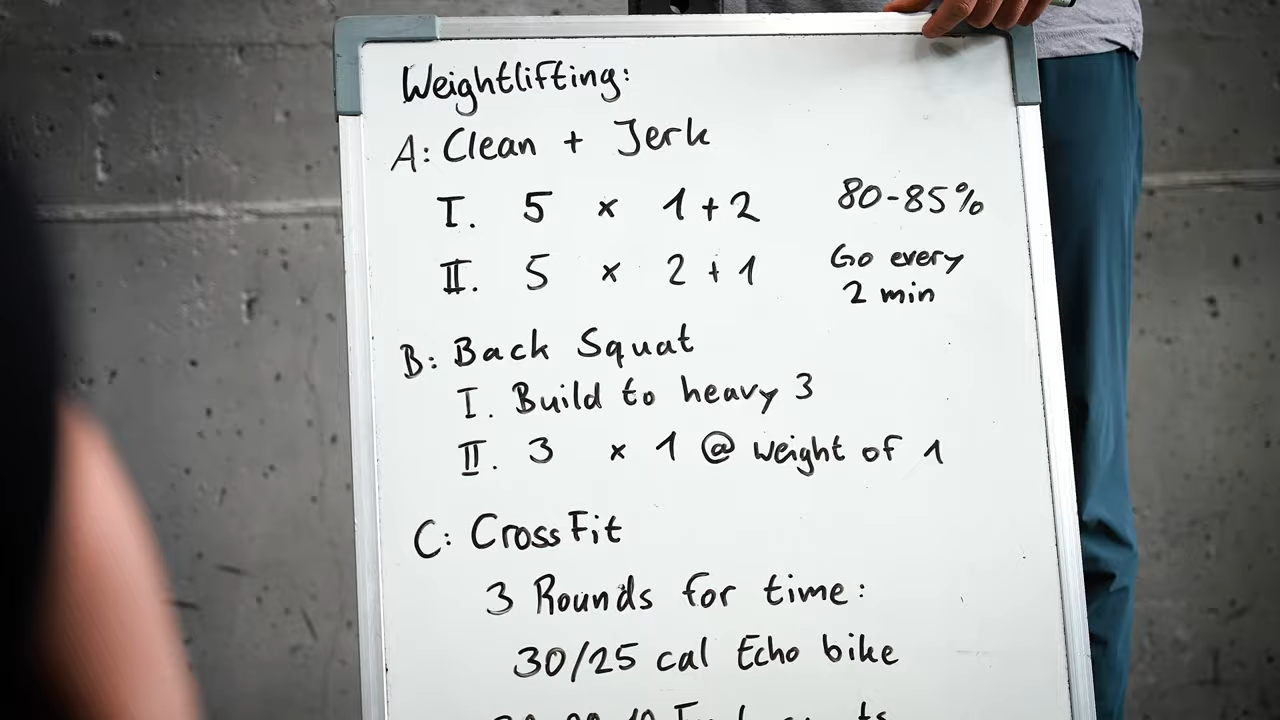 Weightlifting:
A: Clean + Jerk
I. 5 x 1+2 80-85%
II. 5 x 2+1 Go every
2 min
B: Back Squat
I. Build to heavy 3
II. 3 x 1 @ weight of 1
C: CrossFit
3 Rounds for time:
30/25 cal Echo bike